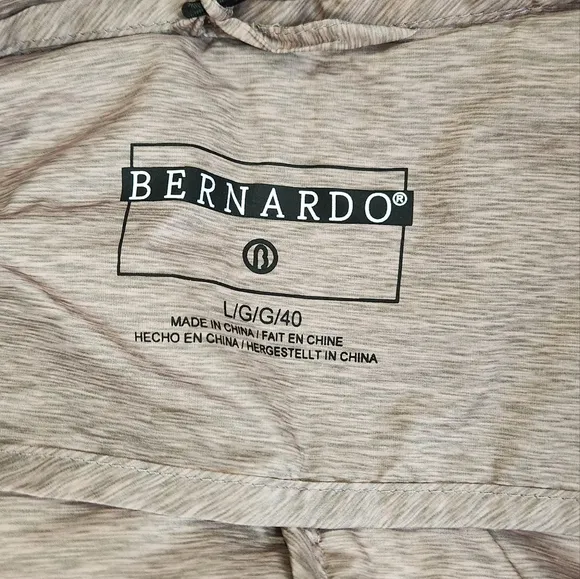 BERNARDO®
B
L/G/G/40
MADE IN CHINA / FAIT EN CHINE
HECHO EN CHINA / HERGESTELLT IN CHINA